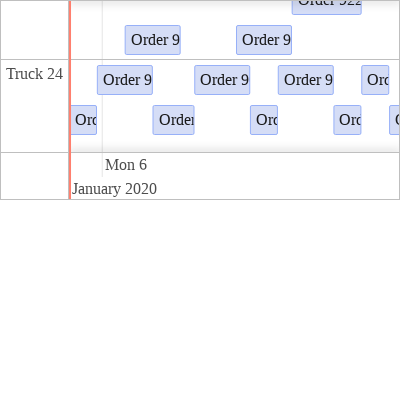 Order 922
Order 9 Order 9
Truck 24 Order 9 Order 9 Order 9 Orc
Orc Order Orc Orc
Mon 6
January 2020